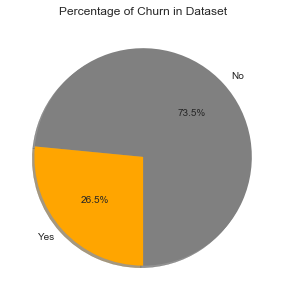 Percentage of Churn in Dataset
No
73.5%
26.5%
Yes